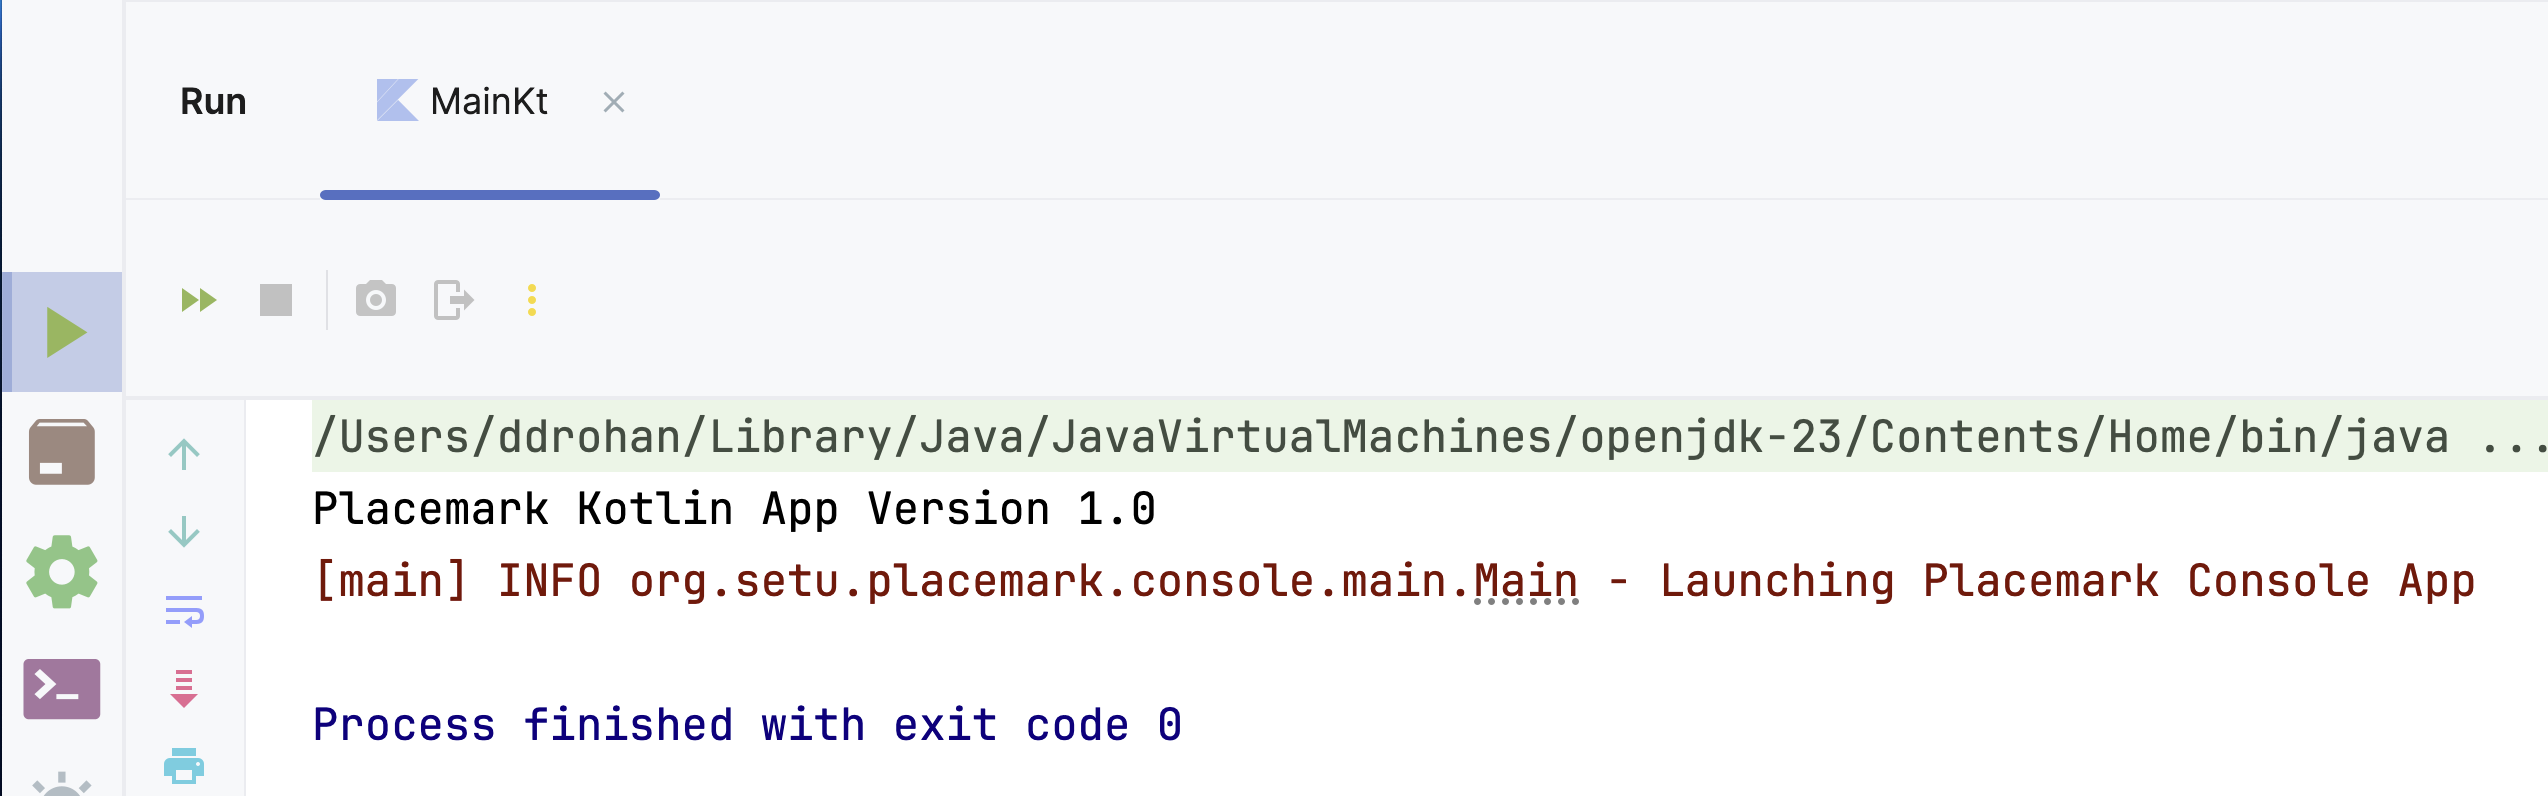 Run MainKt
/Users/ddrohan/Library/Java/JavaVirtualMachines/openjdk-23/Contents/Home/bin/java ...
Placemark Kotlin App Version 1.0
[main] INFO org.setu.placemark.console.main.Main - Launching Placemark Console App
Process finished with exit code 0